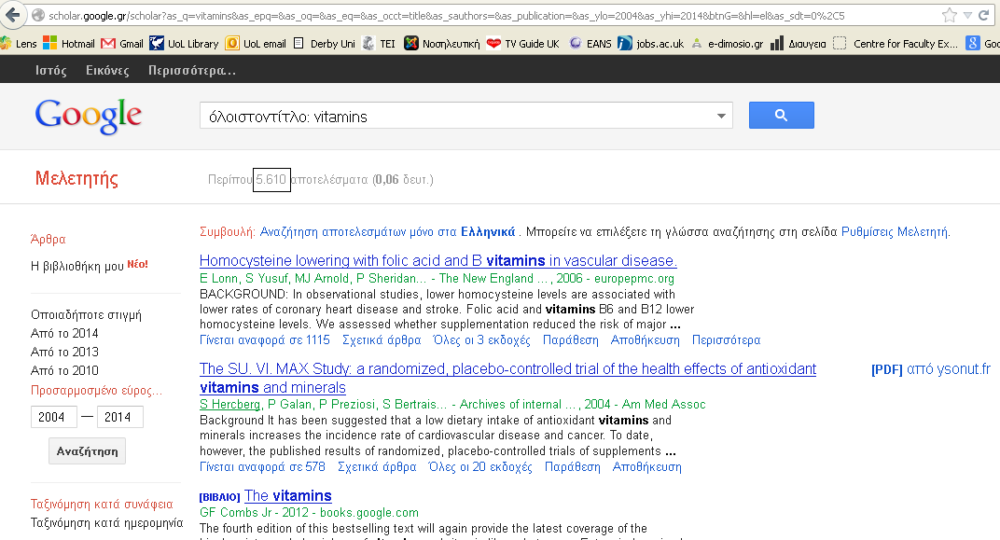 scholar.google.gr/scholar?as_q=vitamins&as_epq=&as_oq=&as_eq=&as_occt=title&as_sauthors=&as_publication=&as_ylo=2004&as_yhi=2014&btnG=&hl=el&as_sdt=0%2C5
Lens Hotmail Gmail UoL Library UoL email Derby Uni TEI Νοσηλευτική TV Guide UK EANS jobs.ac.uk e-dimosio.gr Διαυγεια Centre for Faculty Ex... Goo
Ιστός Εικόνες Περισσότερα...
Google
όλοιστοντίτλο: vitamins
Μελετητής
Περίπου 5.610 αποτελέσματα (0,06 δευτ.)
Άρθρα
Η βιβλιοθήκη μου Νέο!
Οποιαδήποτε στιγμή
Από το 2014
Από το 2013
Από το 2010
Προσαρμοσμένο εύρος...
2004 — 2014
Αναζήτηση
Ταξινόμηση κατά συνάφεια
Ταξινόμηση κατά ημερομηνία
Συμβουλή: Αναζήτηση αποτελεσμάτων μόνο στα Ελληνικά . Μπορείτε να επιλέξετε τη γλώσσα αναζήτησης στη σελίδα Ρυθμίσεις Μελετητή.
Homocysteine lowering with folic acid and B vitamins in vascular disease.
E Lonn, S Yusuf, MJ Arnold, P Sheridan... - The New England ..., 2006 - europepmc.org
BACKGROUND: In observational studies, lower homocysteine levels are associated with
lower rates of coronary heart disease and stroke. Folic acid and vitamins B6 and B12 lower
homocysteine levels. We assessed whether supplementation reduced the risk of major ...
Γίνεται αναφορά σε 1115 Σχετικά άρθρα Όλες οι 3 εκδοχές Παράθεση Αποθήκευση Περισσότερα
The SU. VI. MAX Study: a randomized, placebo-controlled trial of the health effects of antioxidant
vitamins and minerals
[PDF] από ysonut.fr
S Hercberg, P Galan, P Preziosi, S Bertrais... - Archives of internal ..., 2004 - Am Med Assoc
Background It has been suggested that a low dietary intake of antioxidant vitamins and
minerals increases the incidence rate of cardiovascular disease and cancer. To date,
however, the published results of randomized, placebo-controlled trials of supplements ...
Γίνεται αναφορά σε 578 Σχετικά άρθρα Όλες οι 20 εκδοχές Παράθεση Αποθήκευση
[ΒΙΒΛΙΟ] The vitamins
GF Combs Jr - 2012 - books.google.com
The fourth edition of this bestselling text will again provide the latest coverage of the